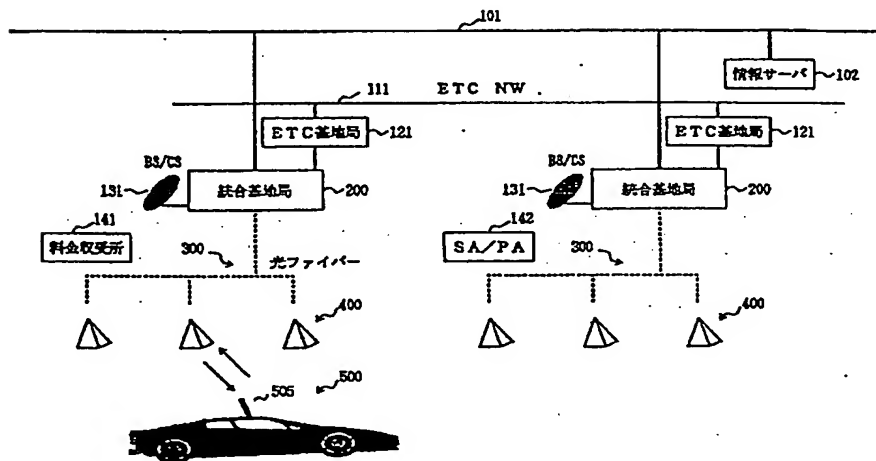 101
情報サーバ 102
111 ETC NW
ETC基地局 121
ETC基地局 121
BS/CS
BS/CS
131 統合基地局 200
131 統合基地局 200
141
142
料金収受所 300 光ファイバー
SA/PA 300
400
400
505 500